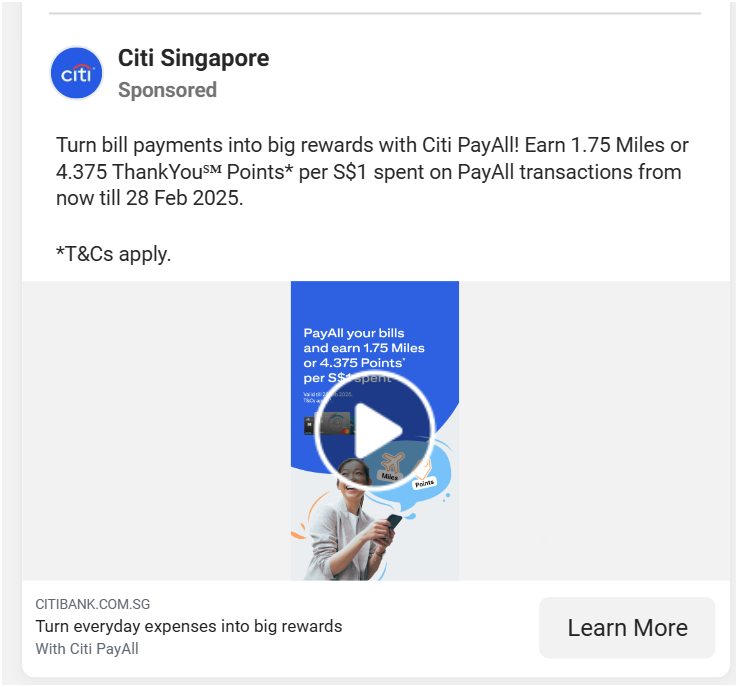 citi
Citi Singapore
Sponsored
Turn bill payments into big rewards with Citi PayAll! Earn 1.75 Miles or
4.375 ThankYou℠ Points* per S$1 spent on PayAll transactions from
now till 28 Feb 2025.
*T&Cs apply.
PayAll your bills
and earn 1.75 Miles
or 4.375 Points*
per S$1 spent
Valid till 28 Feb 2025.
T&Cs
Miles
Points
CITIBANK.COM.SG
Turn everyday expenses into big rewards
With Citi PayAll
Learn More